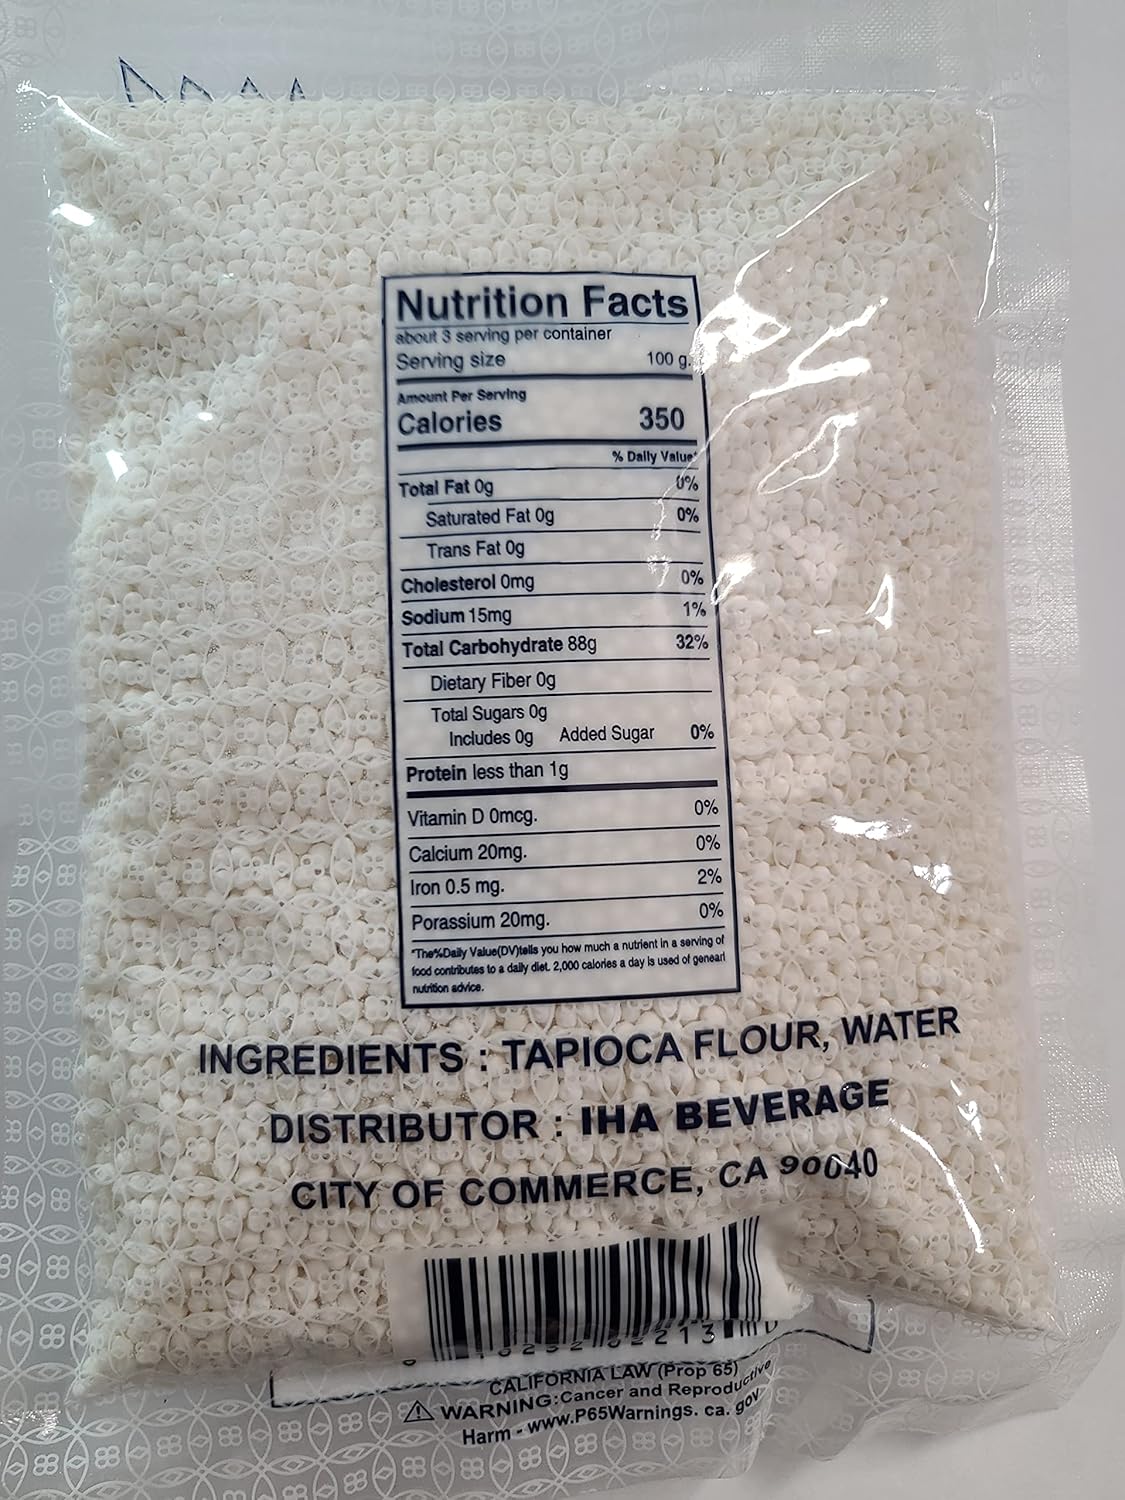 Nutrition Facts
about 3 serving per container
Serving size 100 g.
Amount Per Serving
Calories 350
% Daily Value*
Total Fat 0g 0%
Saturated Fat 0g 0%
Trans Fat 0g
Cholesterol 0mg 0%
Sodium 15mg 1%
Total Carbohydrate 88g 32%
Dietary Fiber 0g
Total Sugars 0g
Includes 0g Added Sugar 0%
Protein less than 1g
Vitamin D 0mcg. 0%
Calcium 20mg. 0%
Iron 0.5 mg. 2%
Porassium 20mg. 0%
*The%Daily Value(DV)tells you how much a nutrient in a serving of
food contributes to a daily diet. 2,000 calories a day is used of genearl
nutrition advice.
INGREDIENTS : TAPIOCA FLOUR, WATER
DISTRIBUTOR : IHA BEVERAGE
CITY OF COMMERCE, CA 90040
CALIFORNIA LAW (Prop 65)
WARNING:Cancer and Reproductive
Harm - www.P65Warnings. ca. gov